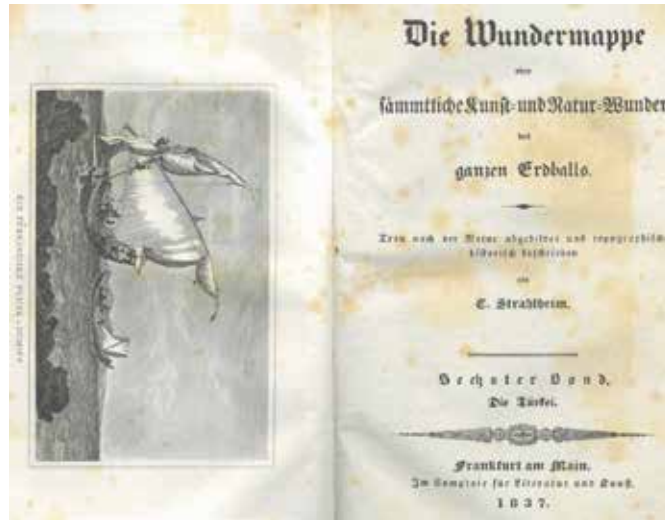 Die Wundermappe
oder
sämmtliche Kunst- und Natur-Wunder
des
ganzen Erdballs.
Treu nach der Natur abgebildet und topographisch-
historisch beschrieben
von
C. Strahlheim.
Sechster Band.
Die Türkei.
Frankfurt am Main.
Im Comptoir für Literatur und Kunst.
1837.